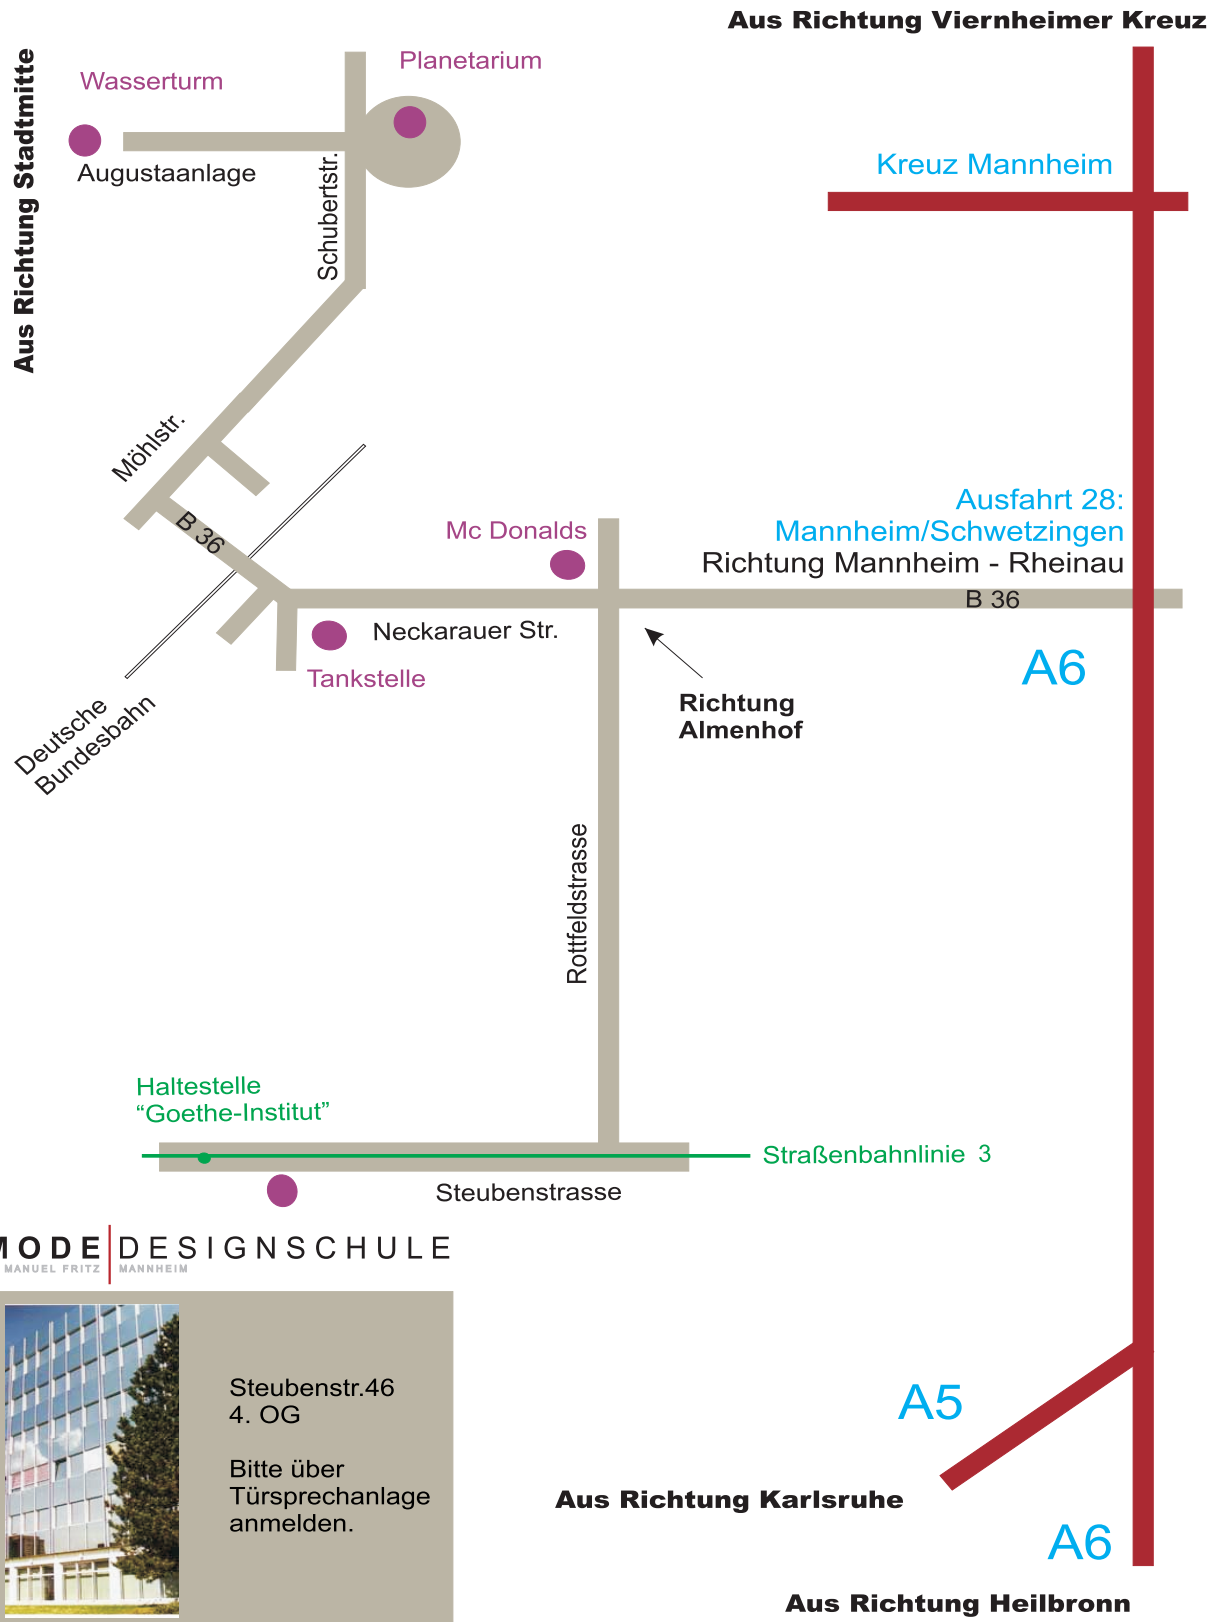 Aus Richtung Viernheimer Kreuz
Aus Richtung Stadtmitte
Wasserturm
Planetarium
Augustaanlage
Schubertstr.
Kreuz Mannheim
Möhlstr.
B 36
Mc Donalds
Ausfahrt 28:
Mannheim/Schwetzingen
Richtung Mannheim - Rheinau
B 36
Neckarauer Str.
Tankstelle
A6
Richtung
Almenhof
Deutsche
Bundesbahn
Rottfeldstrasse
Haltestelle
“Goethe-Institut”
Straßenbahnlinie 3
Steubenstrasse
MODE DESIGNSCHULE
MANUEL FRITZ MANNHEIM
Steubenstr.46
4. OG
Bitte über
Türsprechanlage
anmelden.
A5
Aus Richtung Karlsruhe
A6
Aus Richtung Heilbronn